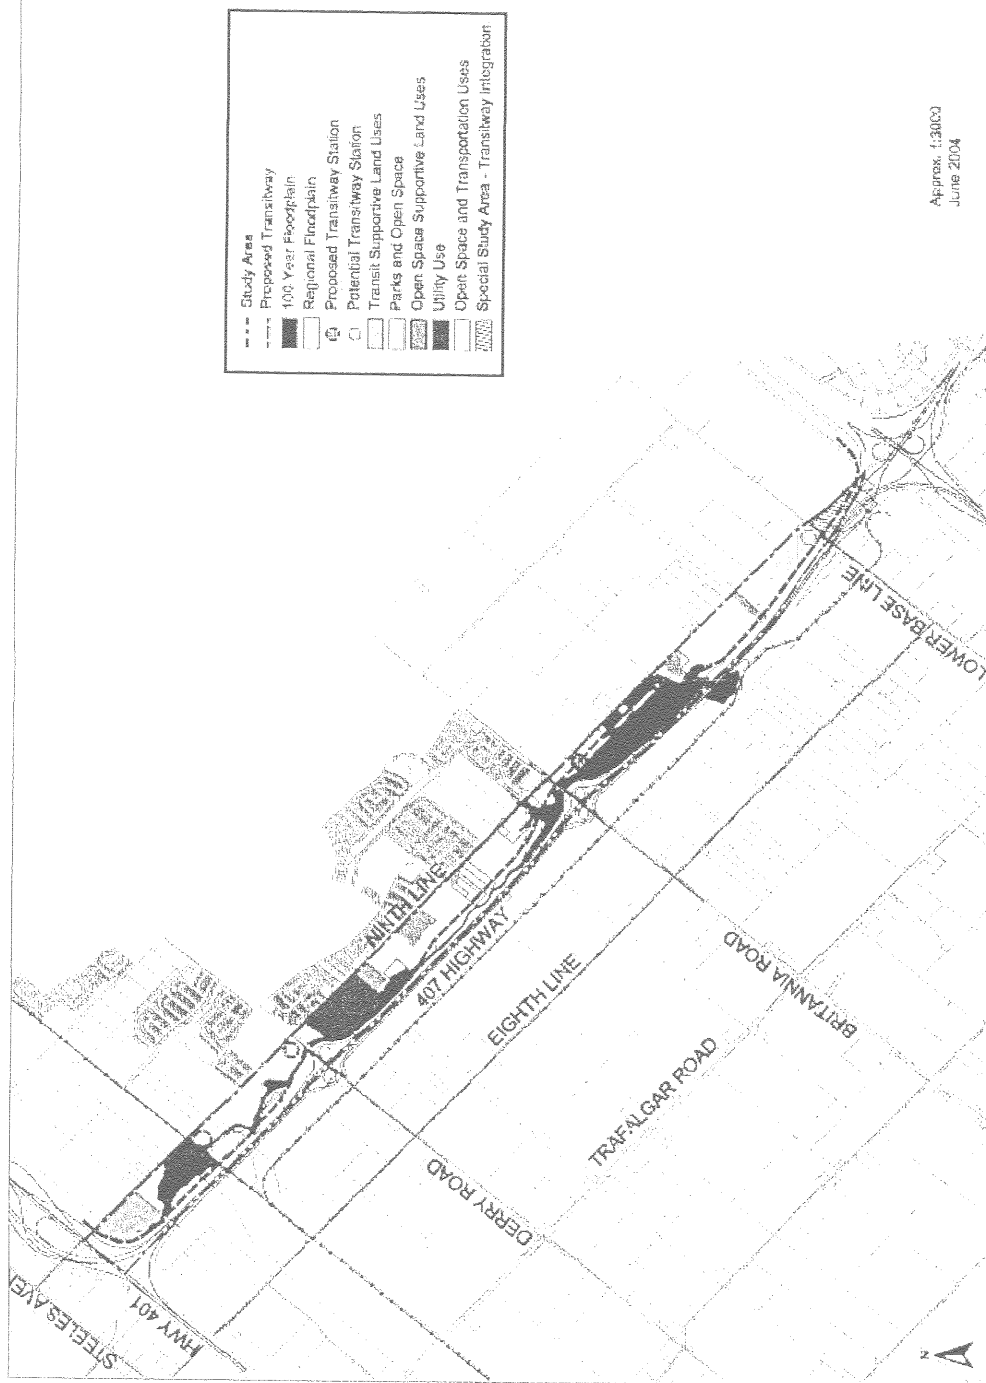 Study Area
Proposed Transitway
100 Year Floodplain
Regional Floodplain
Proposed Transitway Station
Potential Transitway Station
Transit Supportive Land Uses
Parks and Open Space
Open Space Supportive Land Uses
Utility Use
Open Space and Transportation Uses
Special Study Area - Transitway Integration
Approx. 1:3000
June 2004
STEELES AVE
HWY 401
NINTH LINE
407 HIGHWAY
EIGHTH LINE
DERRY ROAD
TRAFALGAR ROAD
BRITANNIA ROAD
LOWER BASE LINE
N